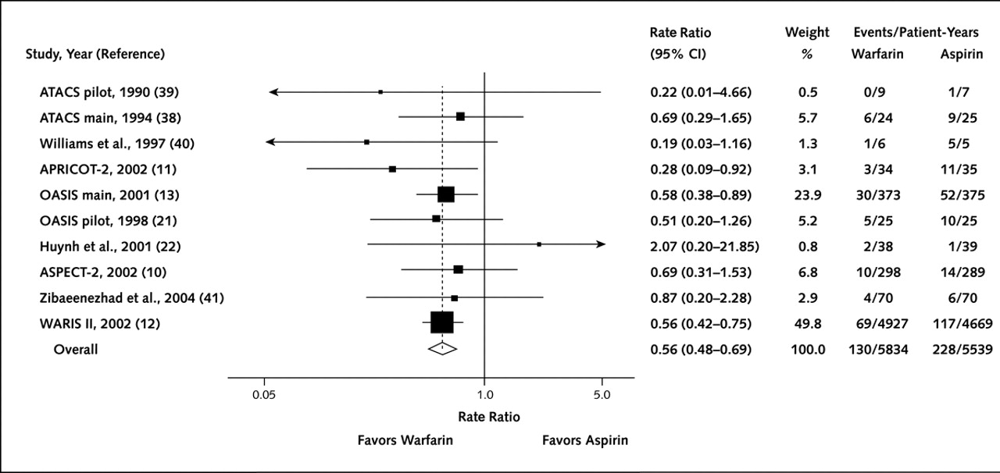 Rate Ratio Weight Events/Patient-Years
Study, Year (Reference) (95% CI) % Warfarin Aspirin
ATACS pilot, 1990 (39) 0.22 (0.01–4.66) 0.5 0/9 1/7
ATACS main, 1994 (38) 0.69 (0.29–1.65) 5.7 6/24 9/25
Williams et al., 1997 (40) 0.19 (0.03–1.16) 1.3 1/6 5/5
APRICOT-2, 2002 (11) 0.28 (0.09–0.92) 3.1 3/34 11/35
OASIS main, 2001 (13) 0.58 (0.38–0.89) 23.9 30/373 52/375
OASIS pilot, 1998 (21) 0.51 (0.20–1.26) 5.2 5/25 10/25
Huynh et al., 2001 (22) 2.07 (0.20–21.85) 0.8 2/38 1/39
ASPECT-2, 2002 (10) 0.69 (0.31–1.53) 6.8 10/298 14/289
Zibaeenezhad et al., 2004 (41) 0.87 (0.20–2.28) 2.9 4/70 6/70
WARIS II, 2002 (12) 0.56 (0.42–0.75) 49.8 69/4927 117/4669
Overall 0.56 (0.48–0.69) 100.0 130/5834 228/5539
0.05 1.0 5.0
Rate Ratio
Favors Warfarin Favors Aspirin